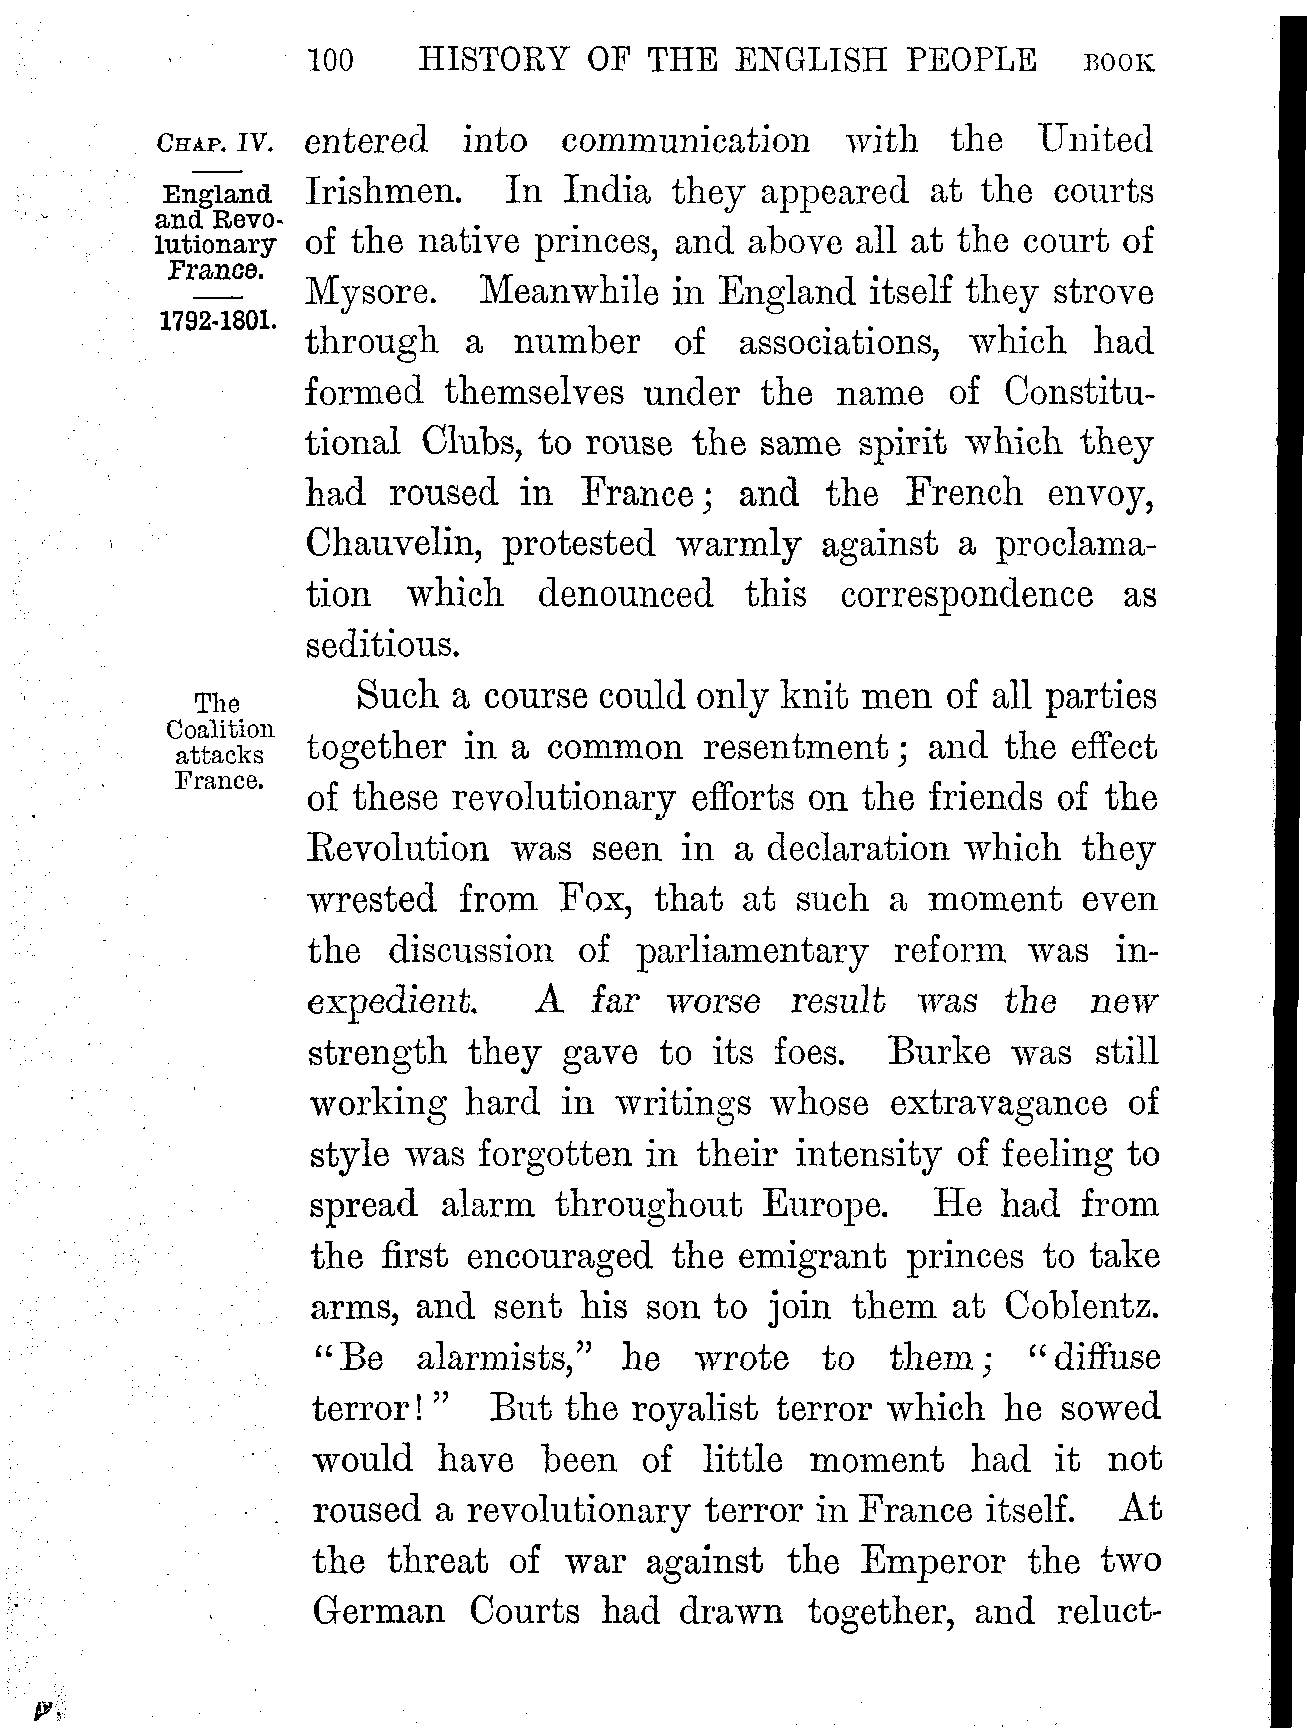 100 HISTORY OF THE ENGLISH PEOPLE BOOK
CHAP. IV.
England
and Revo-
lutionary
France.
1792-1801.
entered into communication with the United
Irishmen. In India they appeared at the courts
of the native princes, and above all at the court of
Mysore. Meanwhile in England itself they strove
through a number of associations, which had
formed themselves under the name of Constitu-
tional Clubs, to rouse the same spirit which they
had roused in France; and the French envoy,
Chauvelin, protested warmly against a proclama-
tion which denounced this correspondence as
seditious.
The
Coalition
attacks
France.
Such a course could only knit men of all parties
together in a common resentment; and the effect
of these revolutionary efforts on the friends of the
Revolution was seen in a declaration which they
wrested from Fox, that at such a moment even
the discussion of parliamentary reform was in-
expedient. A far worse result was the new
strength they gave to its foes. Burke was still
working hard in writings whose extravagance of
style was forgotten in their intensity of feeling to
spread alarm throughout Europe. He had from
the first encouraged the emigrant princes to take
arms, and sent his son to join them at Coblentz.
"Be alarmists," he wrote to them; "diffuse
terror!" But the royalist terror which he sowed
would have been of little moment had it not
roused a revolutionary terror in France itself. At
the threat of war against the Emperor the two
German Courts had drawn together, and reluct-